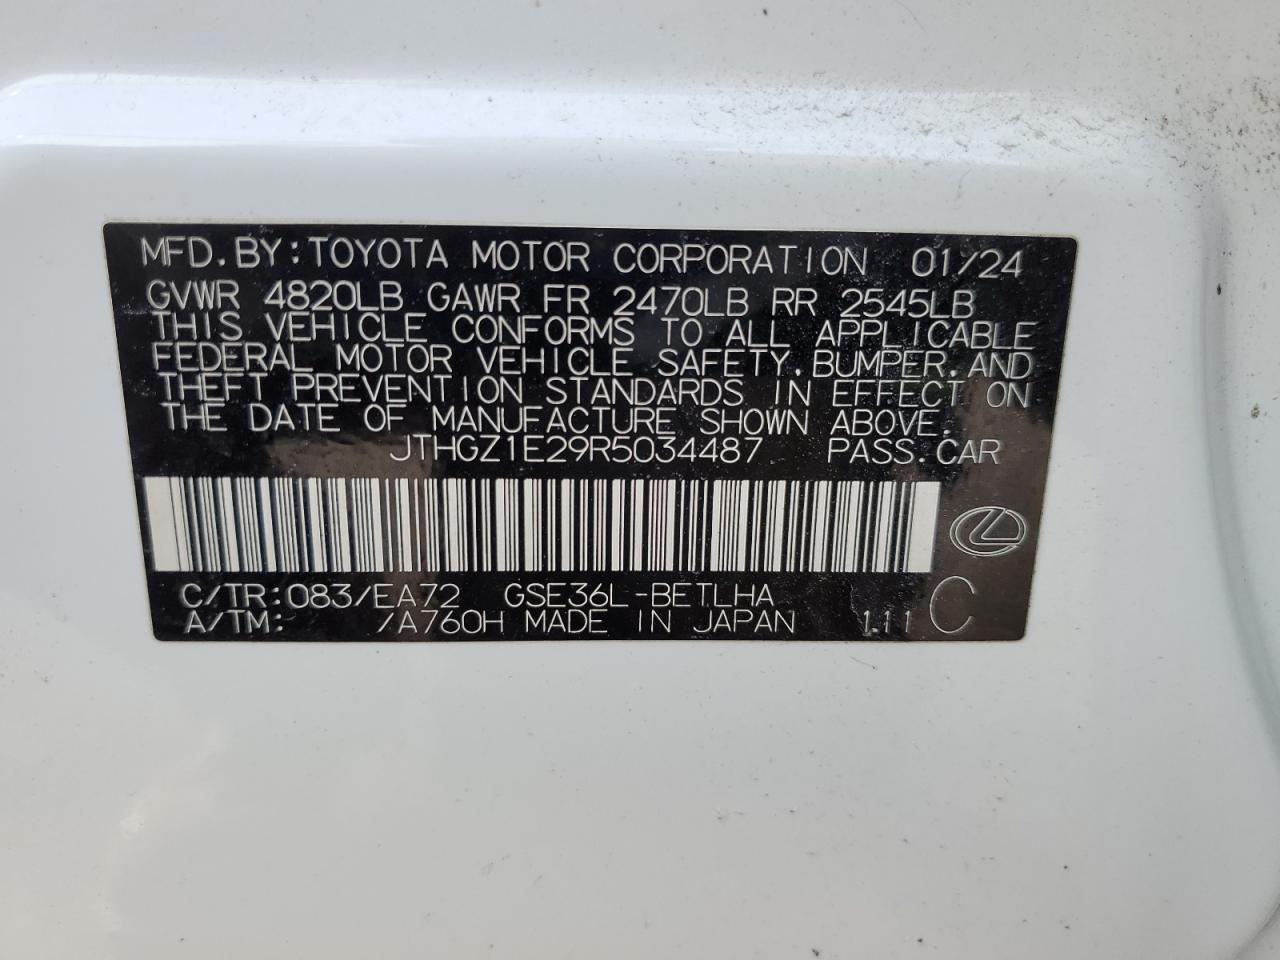 MFD.BY:TOYOTA MOTOR CORPORATION 01/24
GVWR 4820LB GAWR FR 2470LB RR 2545LB
THIS VEHICLE CONFORMS TO ALL APPLICABLE
FEDERAL MOTOR VEHICLE SAFETY,BUMPER,AND
THEFT PREVENTION STANDARDS IN EFFECT ON
THE DATE OF MANUFACTURE SHOWN ABOVE.
JTHGZ1E29R5034487 PASS.CAR
C/TR:083/EA72 GSE36L-BETLHA
A/TM: /A760H MADE IN JAPAN 111 C